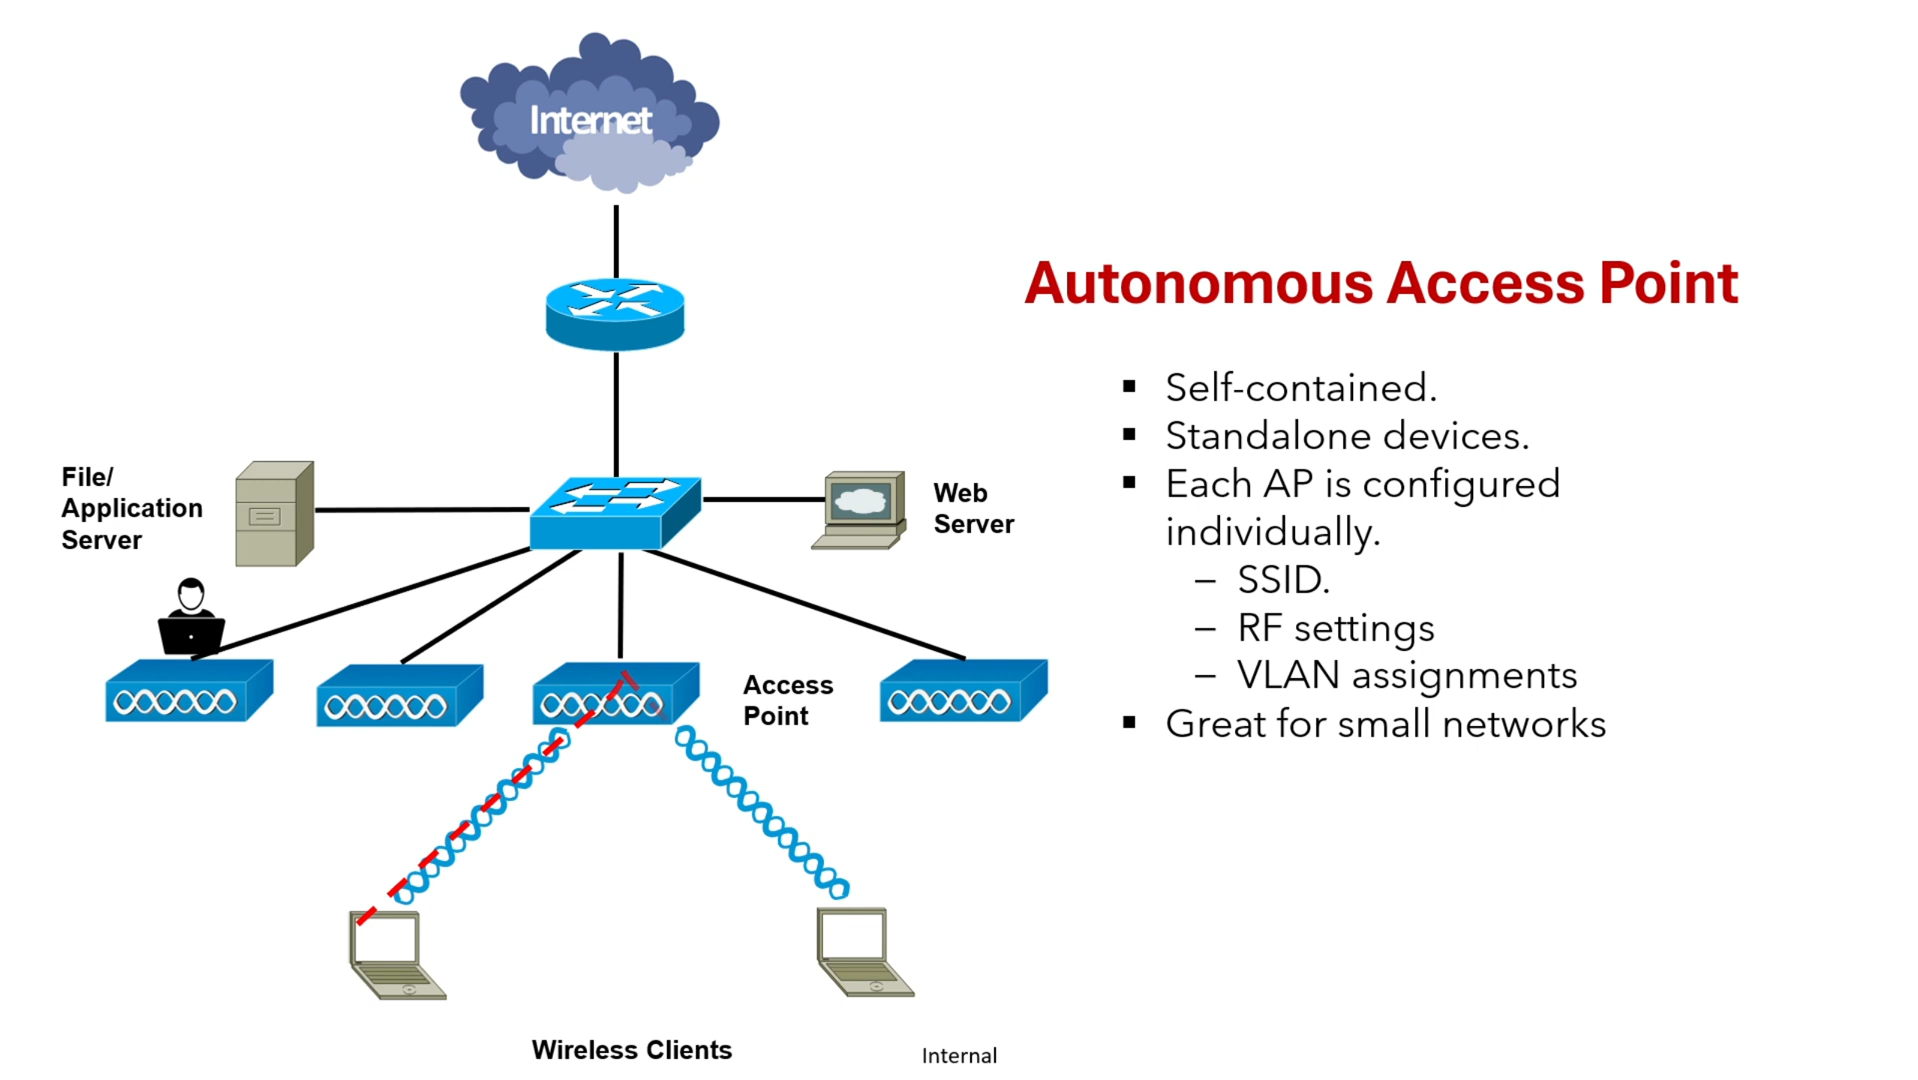 Internet
Autonomous Access Point
▪ Self-contained.
▪ Standalone devices.
▪ Each AP is configured
individually.
– SSID.
– RF settings
– VLAN assignments
▪ Great for small networks
File/
Application
Server
Web
Server
Access
Point
Wireless Clients
Internal